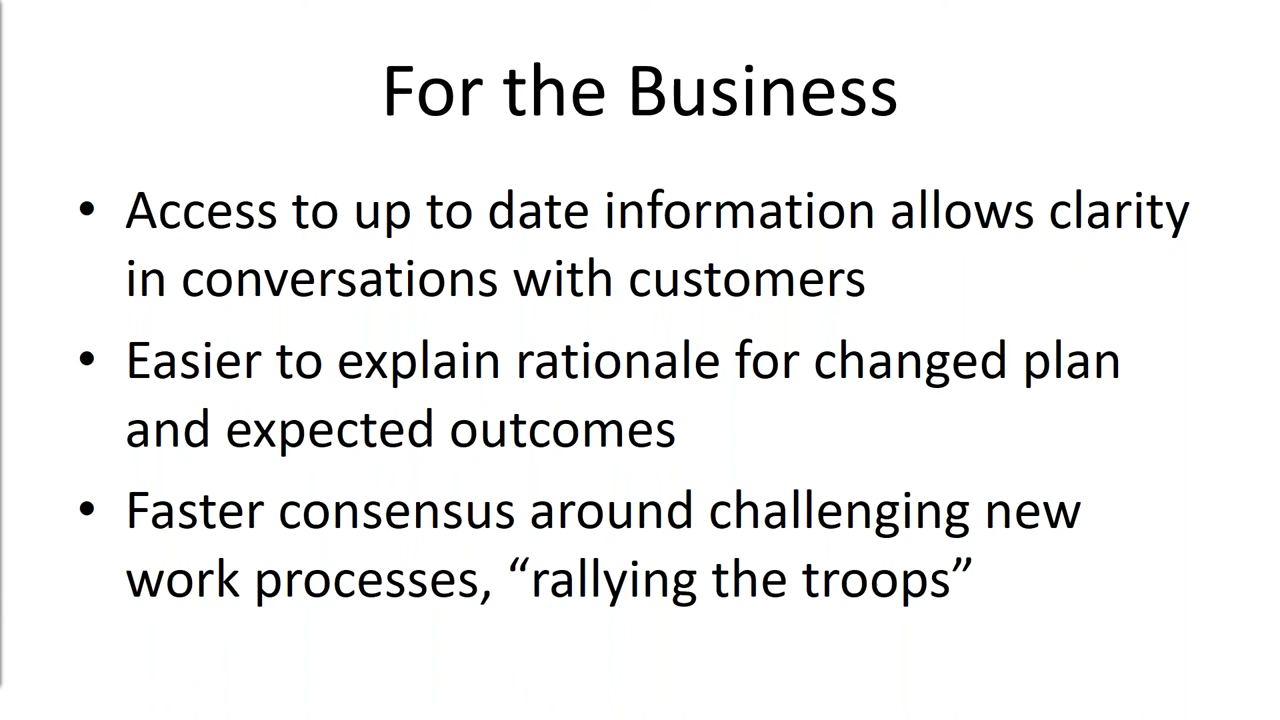 For the Business
• Access to up to date information allows clarity
in conversations with customers
• Easier to explain rationale for changed plan
and expected outcomes
• Faster consensus around challenging new
work processes, “rallying the troops”